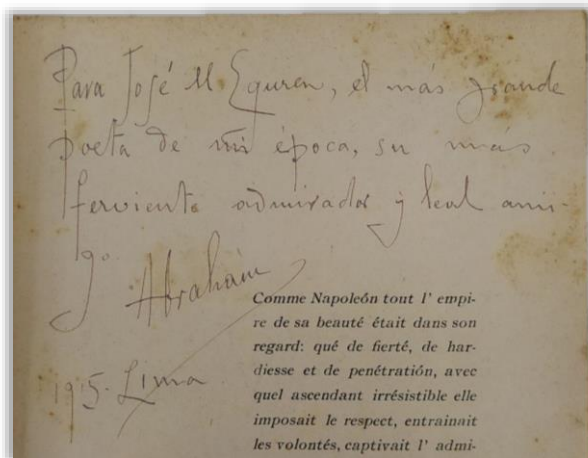 Para José M Eguren, el más grande
poeta de mi época, su más
ferviente admirador y leal ami-
go.
Abraham
1915. Lima
Comme Napoleón tout l' empi-
re de sa beauté était dans son
regard: qué de fierté, de har-
diesse et de penétration, avec
quel ascendant irrésistible elle
imposait le respect, entrainait
les volontés, captivait l' admi-